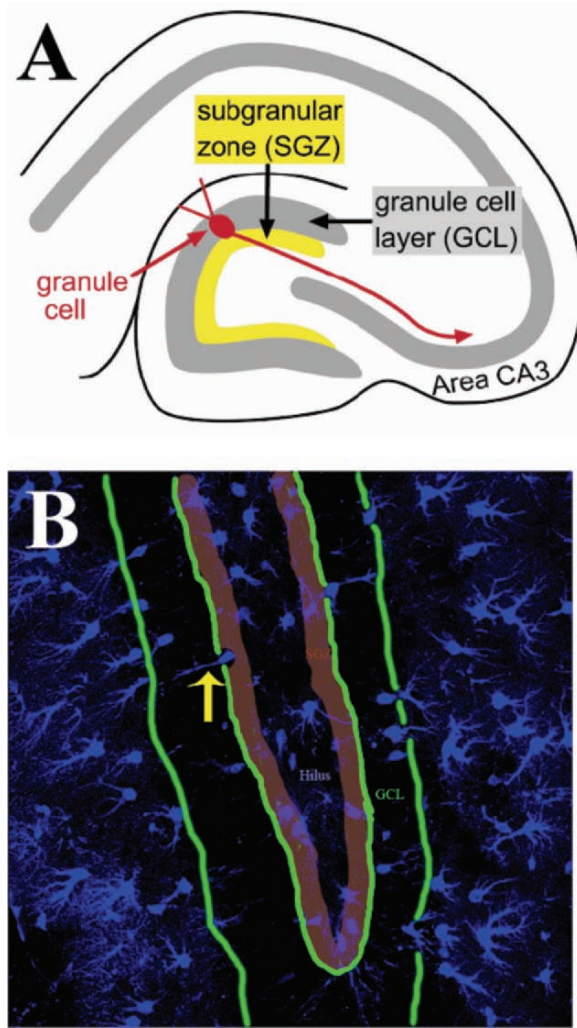 A
subgranular
zone (SGZ)
granule cell
layer (GCL)
granule
cell
Area CA3
B
SGZ
Hilus
GCL